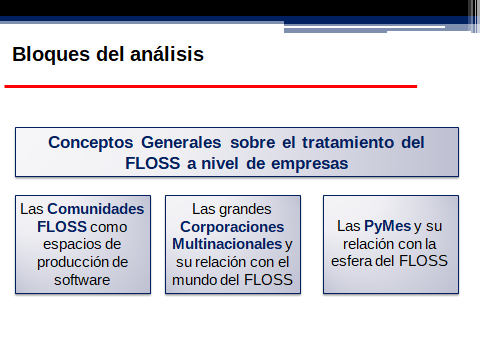 Bloques del análisis
Conceptos Generales sobre el tratamiento del
FLOSS a nivel de empresas
Las Comunidades
FLOSS como
espacios de
producción de
software
Las grandes
Corporaciones
Multinacionales y
su relación con el
mundo del FLOSS
Las PyMes y su
relación con la
esfera del FLOSS